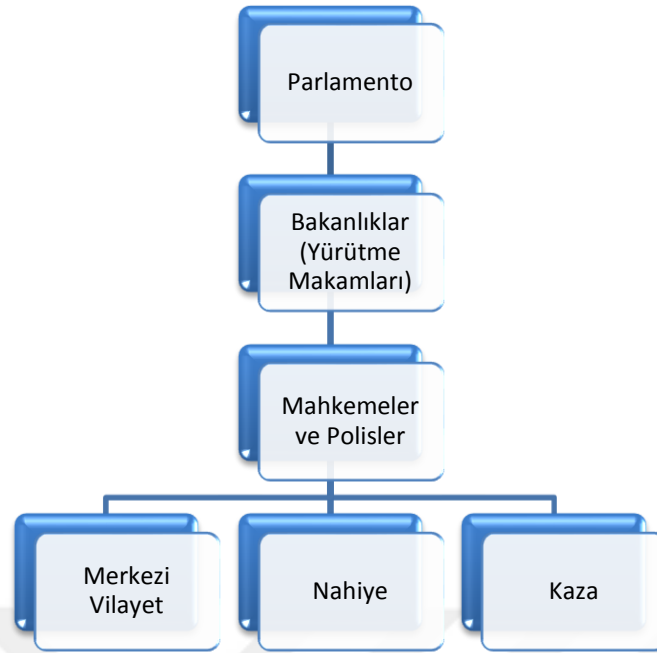 Parlamento
Bakanlıklar
(Yürütme
Makamları)
Mahkemeler
ve Polisler
Merkezi
Vilayet
Nahiye
Kaza